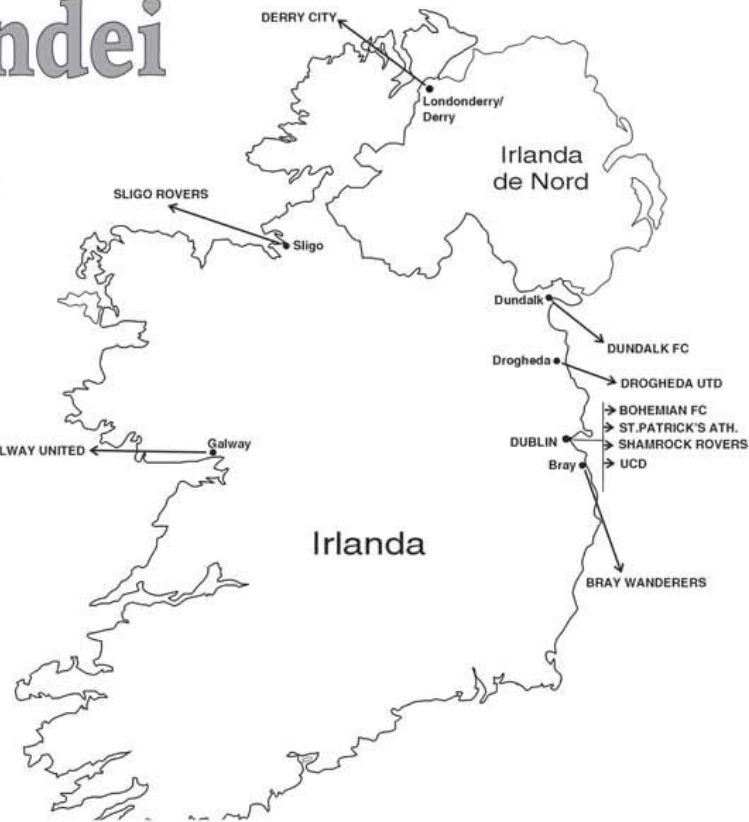 ndei
DERRY CITY
Londonderry/
Derry
Irlanda
de Nord
SLIGO ROVERS
Sligo
Dundalk
DUNDALK FC
Drogheda
DROGHEDA UTD
BOHEMIAN FC
ST.PATRICK'S ATH.
DUBLIN
SHAMROCK ROVERS
LWAY UNITED
Galway
Bray
UCD
Irlanda
BRAY WANDERERS